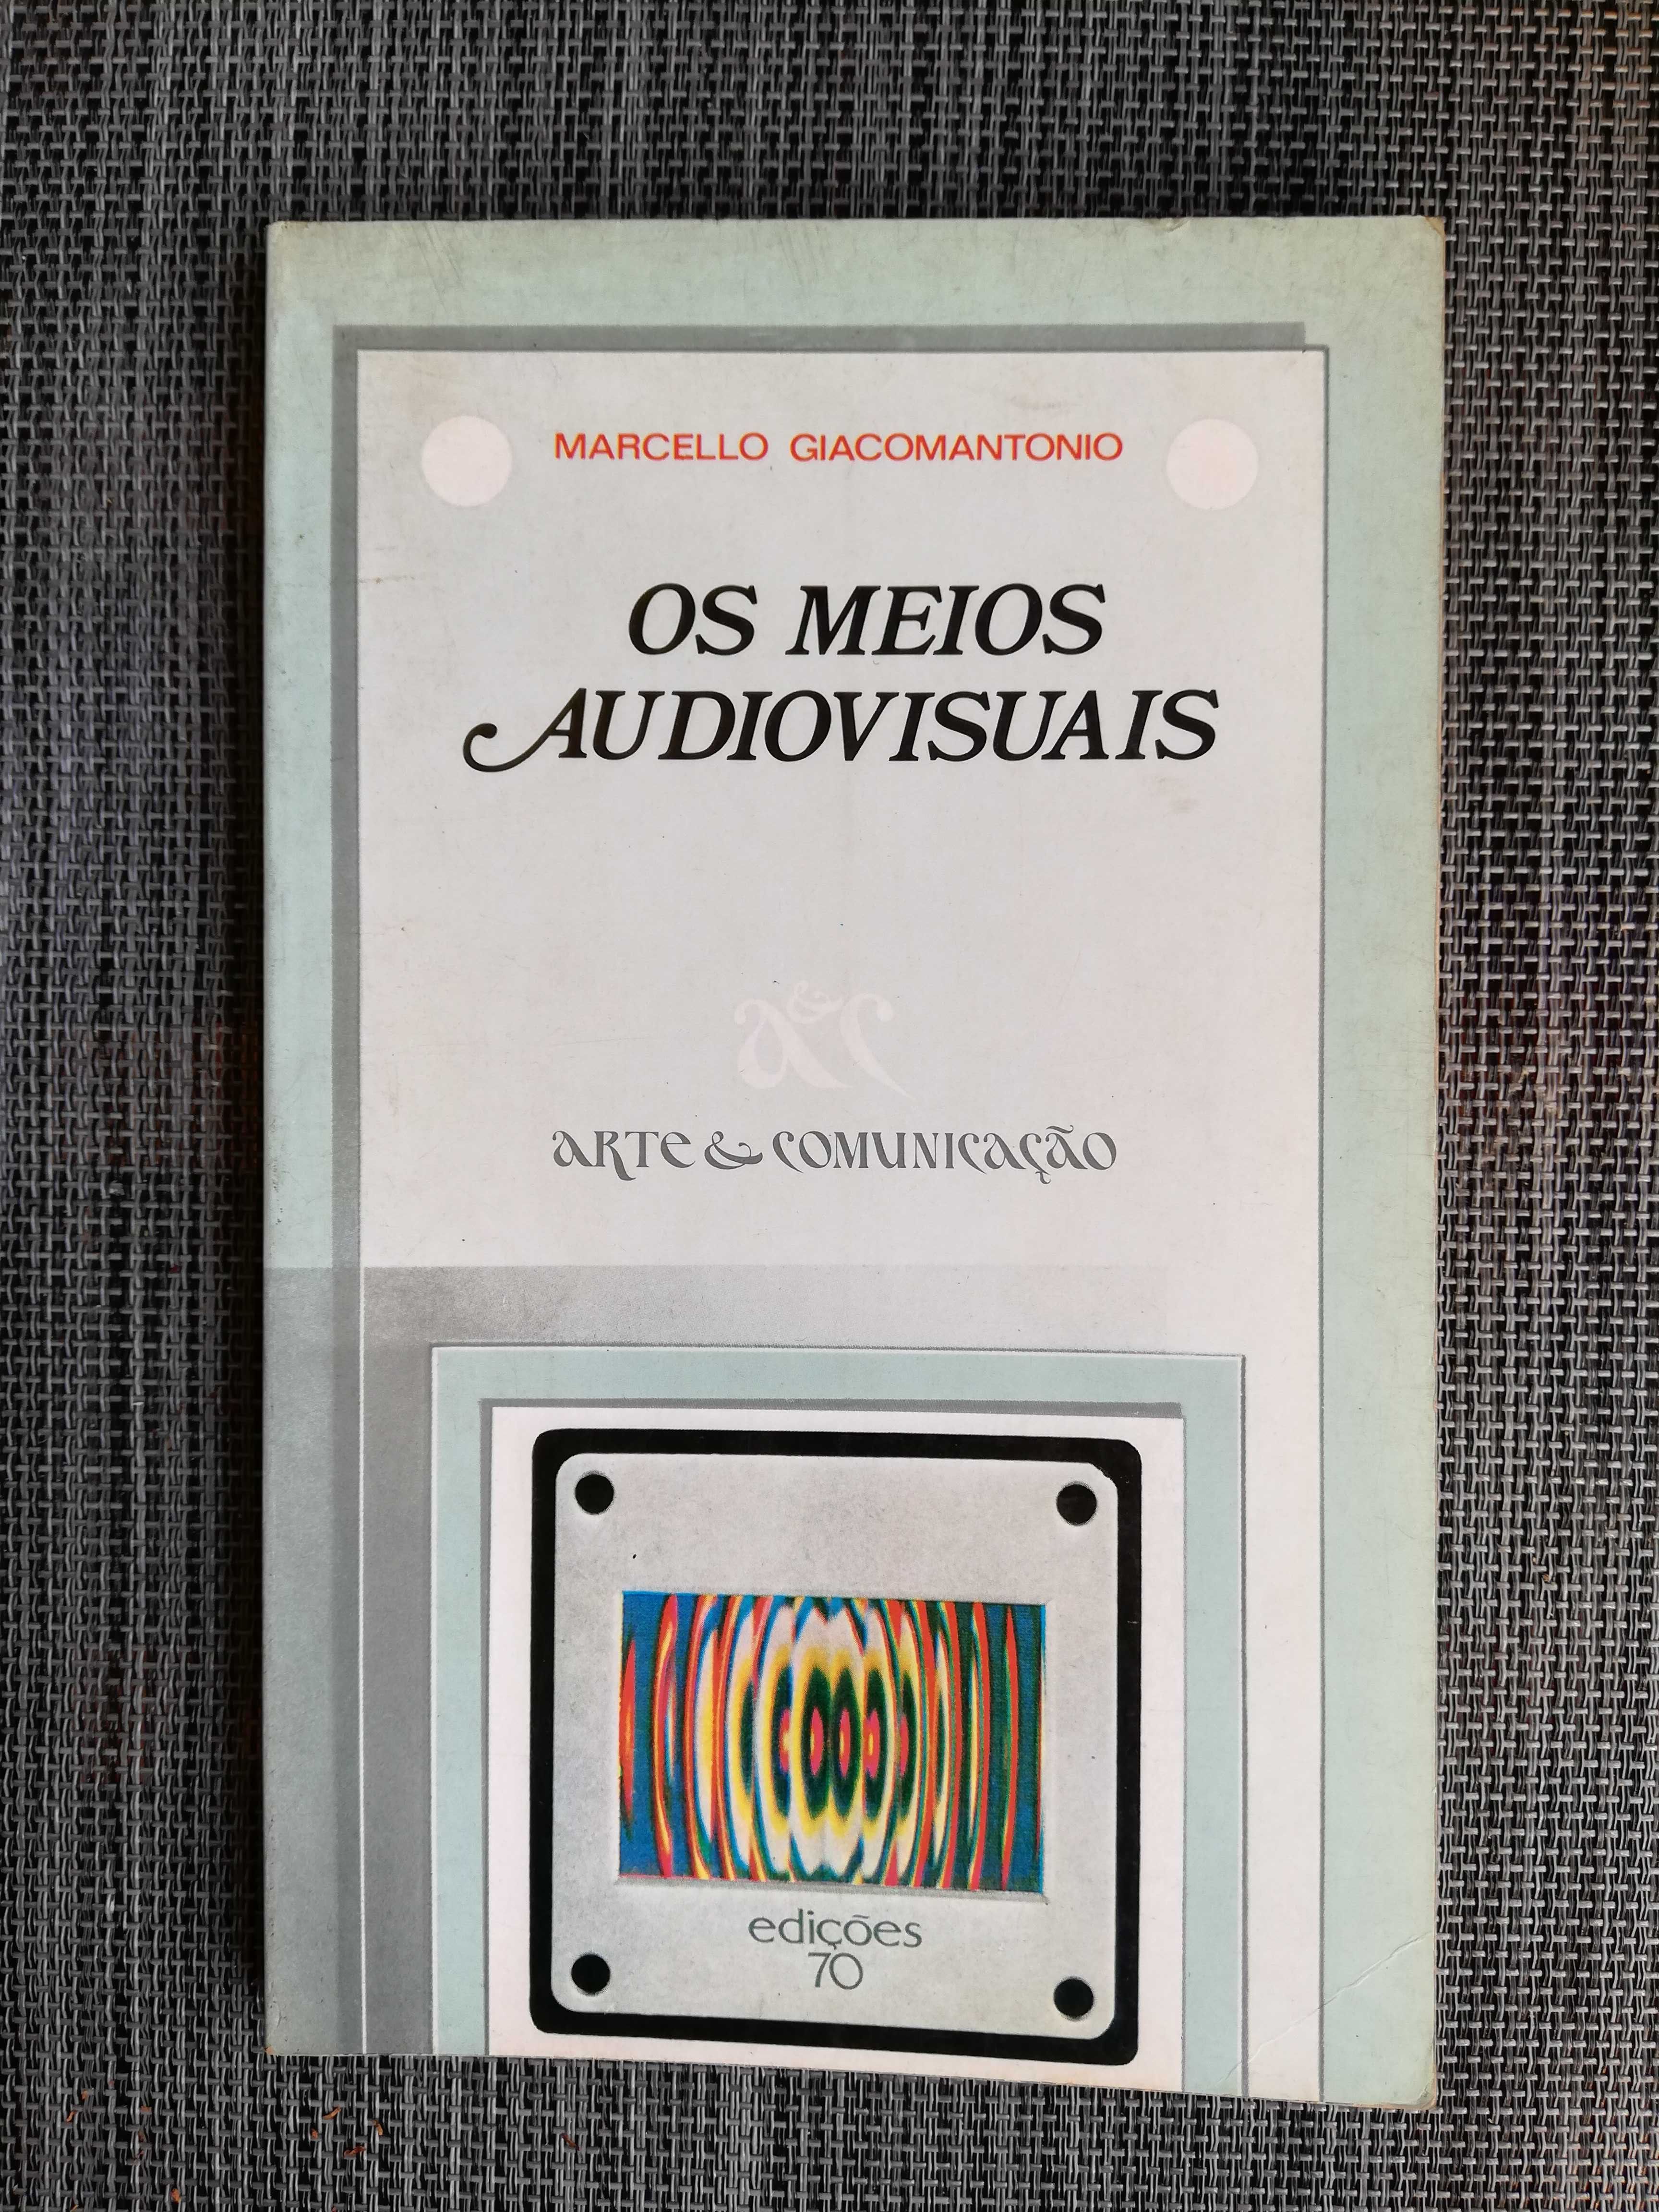 MARCELLO GIACOMANTONIO
OS MEIOS
AUDIOVISUAIS
a&c
ARTE & COMUNICAÇÃO
edições
70